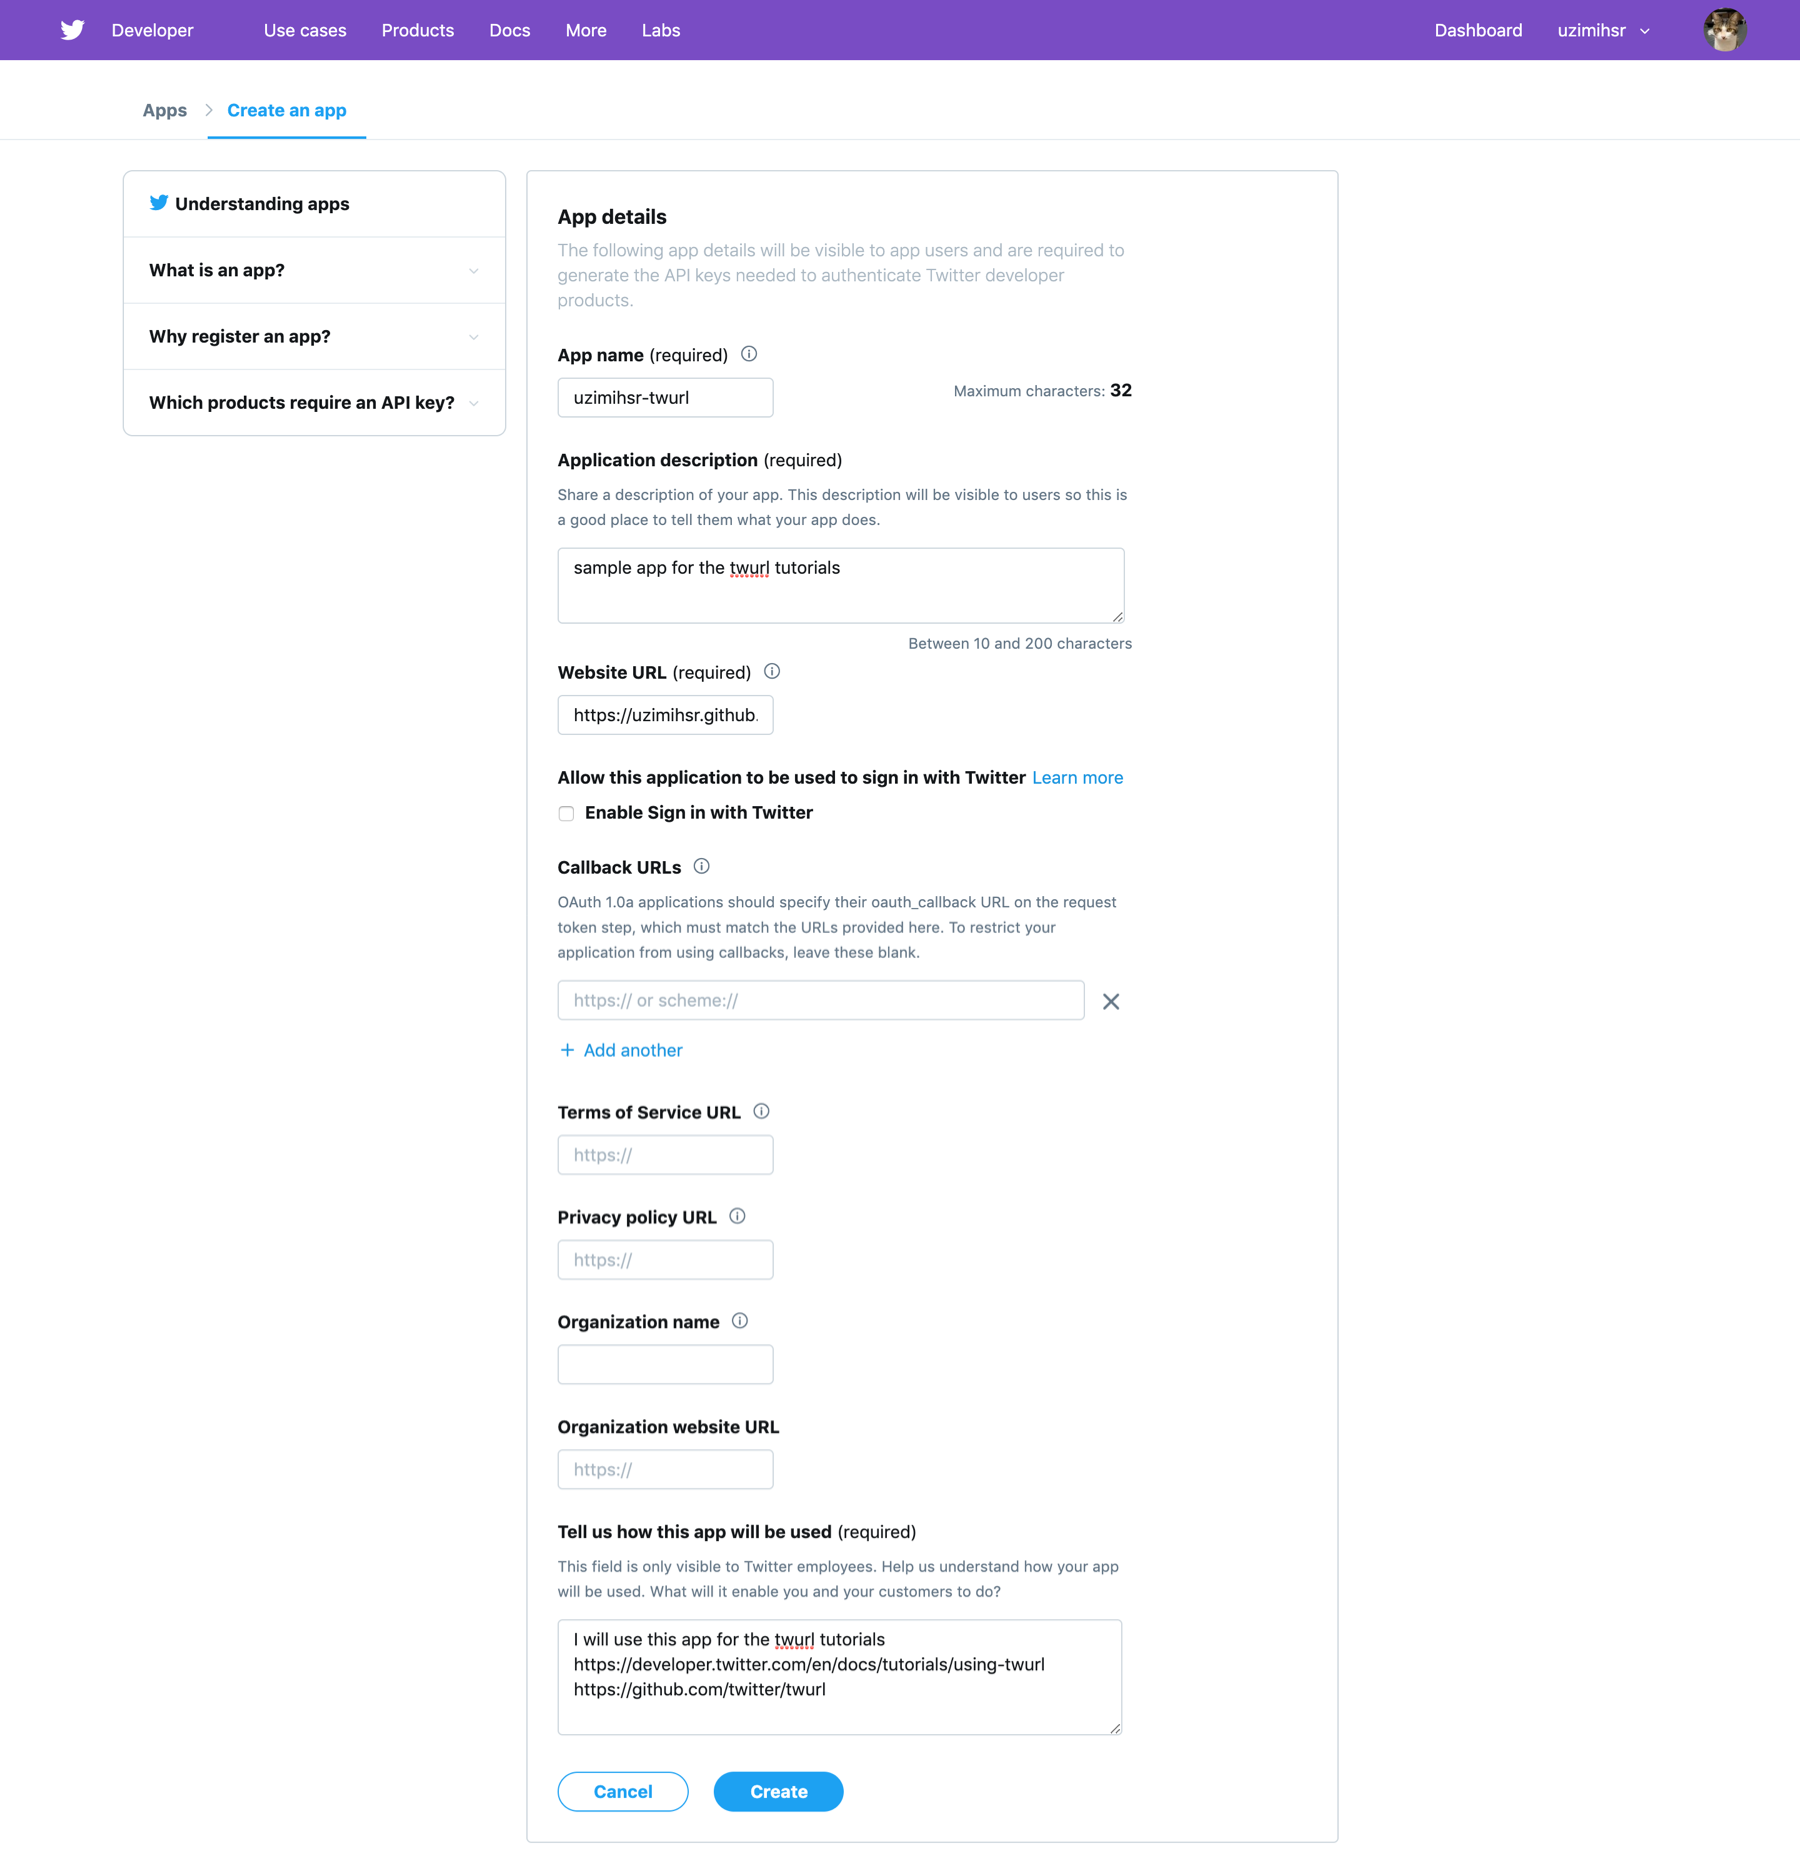 Developer
Use cases
Products
Docs
More
Labs
Dashboard
uzimihsr
Apps
Create an app
Understanding apps
What is an app?
Why register an app?
Which products require an API key?
App details
The following app details will be visible to app users and are required to
generate the API keys needed to authenticate Twitter developer
products.
App name (required)
uzimihsr-twurl
Maximum characters: 32
Application description (required)
Share a description of your app. This description will be visible to users so this is
a good place to tell them what your app does.
sample app for the twurl tutorials
Between 10 and 200 characters
Website URL (required)
https://uzimihsr.github.
Allow this application to be used to sign in with Twitter Learn more
Enable Sign in with Twitter
Callback URLs
OAuth 1.0a applications should specify their oauth_callback URL on the request
token step, which must match the URLs provided here. To restrict your
application from using callbacks, leave these blank.
https:// or scheme://
+ Add another
Terms of Service URL
https://
Privacy policy URL
https://
Organization name
Organization website URL
https://
Tell us how this app will be used (required)
This field is only visible to Twitter employees. Help us understand how your app
will be used. What will it enable you and your customers to do?
I will use this app for the twurl tutorials
https://developer.twitter.com/en/docs/tutorials/using-twurl
https://github.com/twitter/twurl
Cancel
Create